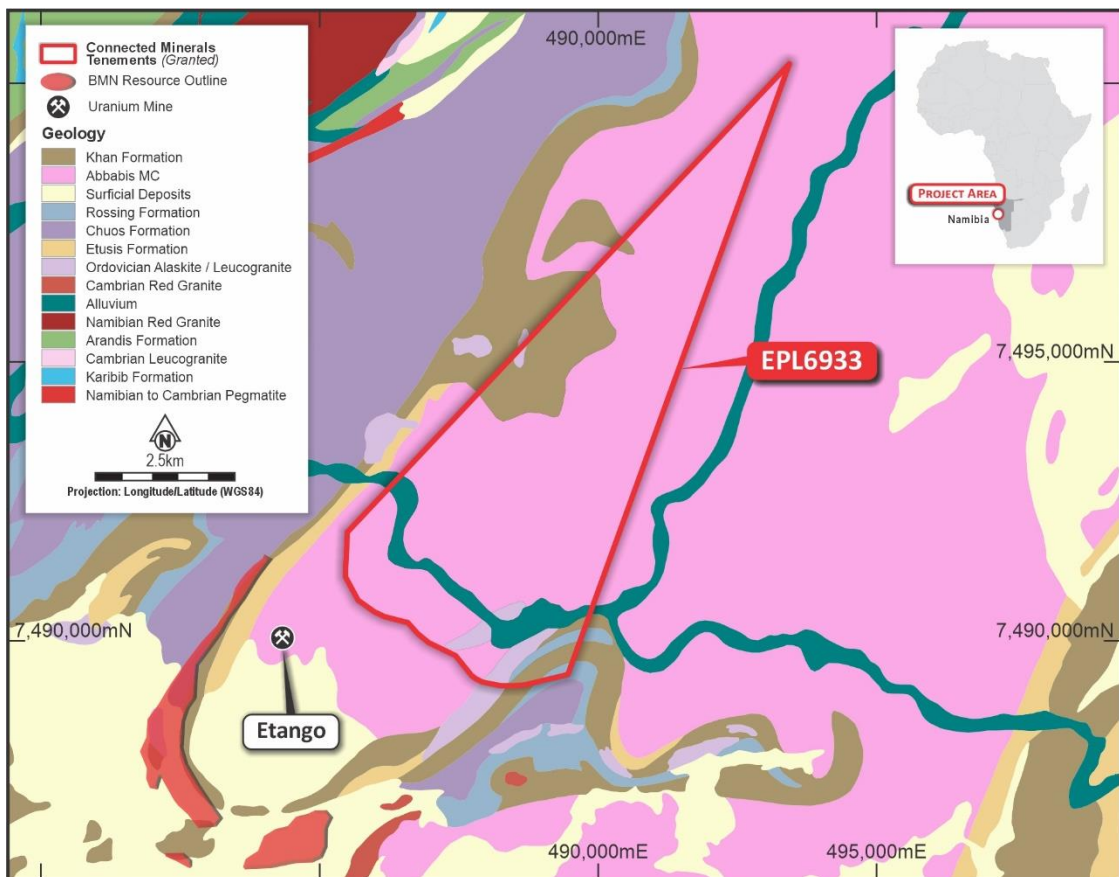 Connected Minerals
Tenements (Granted)
BMN Resource Outline
Uranium Mine
Geology
Khan Formation
Abbabis MC
Surficial Deposits
Rossing Formation
Chuos Formation
Etusis Formation
Ordovician Alaskite / Leucogranite
Cambrian Red Granite
Alluvium
Namibian Red Granite
Arandis Formation
Cambrian Leucogranite
Karibib Formation
Namibian to Cambrian Pegmatite
N
2.5km
Projection: Longitude/Latitude (WGS84)
490,000mE
PROJECT AREA
Namibia
7,495,000mN
EPL6933
7,490,000mN
7,490,000mN
Etango
490,000mE
495,000mE